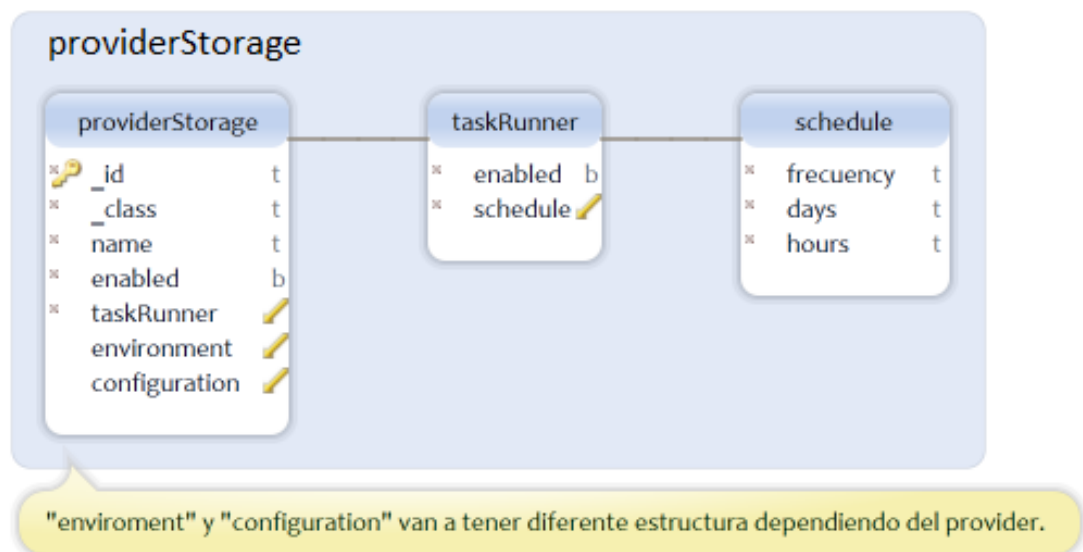 providerStorage
providerStorage
_id t
_class t
name t
enabled b
taskRunner
environment
configuration
taskRunner
enabled b
schedule
schedule
frecuency t
days t
hours t
"enviroment" y "configuration" van a tener diferente estructura dependiendo del provider.